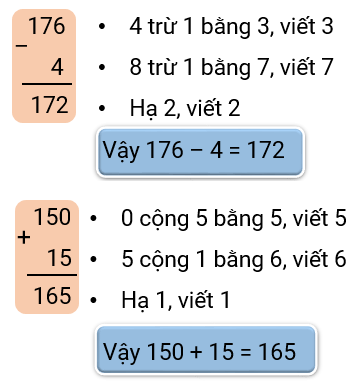 176
–
4
172
• 4 trừ 1 bằng 3, viết 3
• 8 trừ 1 bằng 7, viết 7
• Hạ 2, viết 2
Vậy 176 – 4 = 172
150
+
15
165
• 0 cộng 5 bằng 5, viết 5
• 5 cộng 1 bằng 6, viết 6
• Hạ 1, viết 1
Vậy 150 + 15 = 165